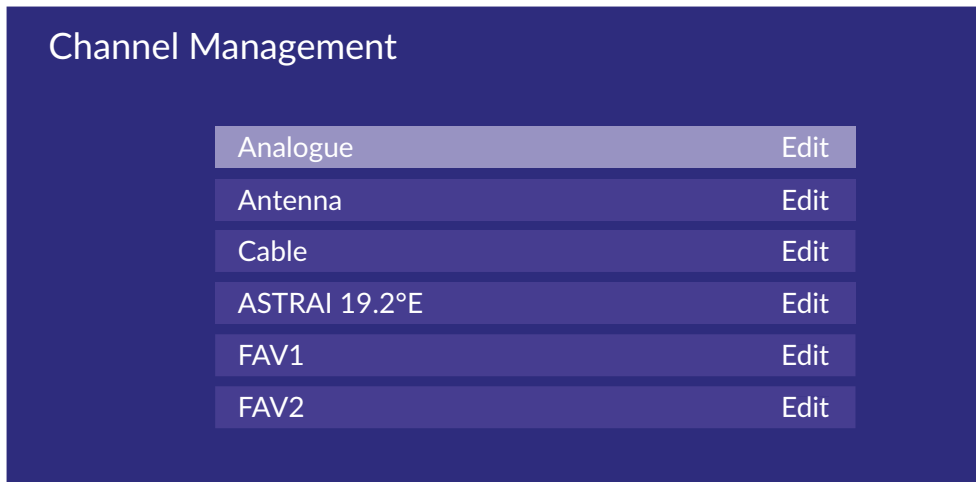 Channel Management
Analogue Edit
Antenna Edit
Cable Edit
ASTRAI 19.2°E Edit
FAV1 Edit
FAV2 Edit